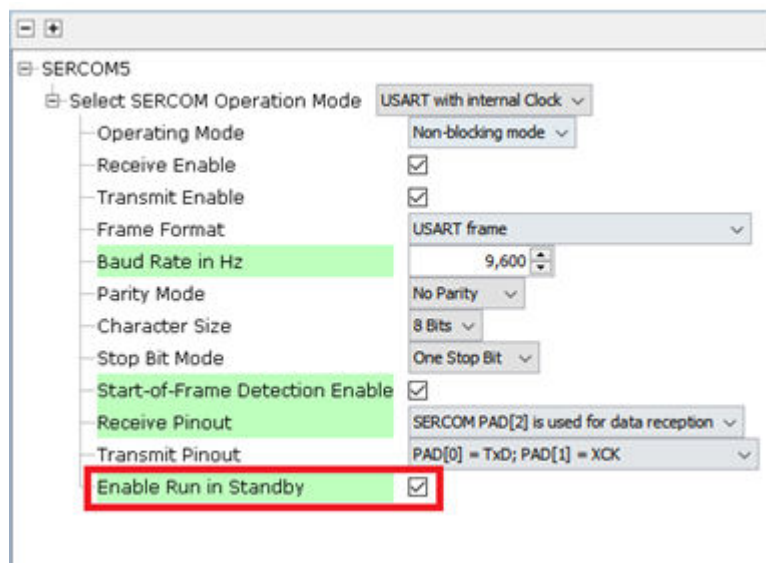 SERCOM5
Select SERCOM Operation Mode USART with internal Clock
Operating Mode Non-blocking mode
Receive Enable
Transmit Enable
Frame Format USART frame
Baud Rate in Hz 9,600
Parity Mode No Parity
Character Size 8 Bits
Stop Bit Mode One Stop Bit
Start-of-Frame Detection Enable
Receive Pinout SERCOM PAD[2] is used for data reception
Transmit Pinout PAD[0] = TxD; PAD[1] = XCK
Enable Run in Standby